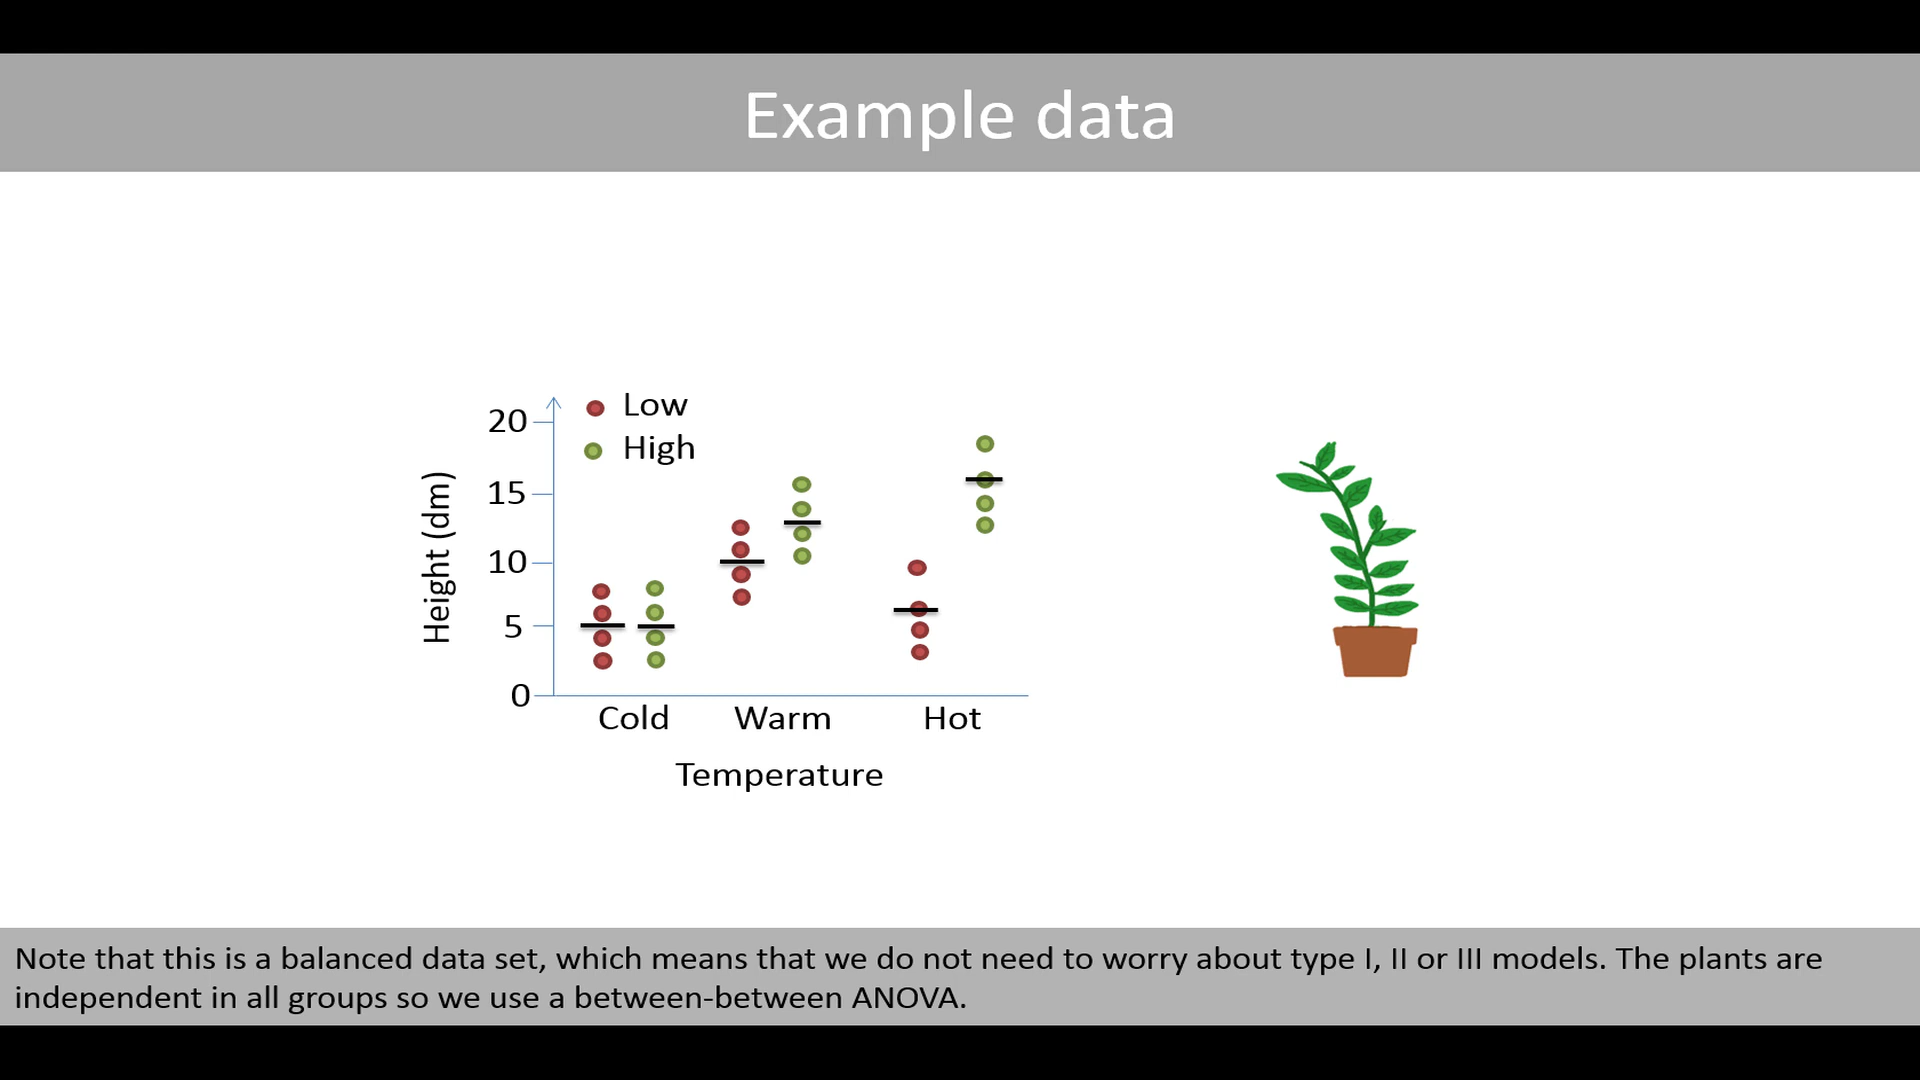 Example data
Low
High
20
15
10
5
0
Height (dm)
Cold Warm Hot
Temperature
Note that this is a balanced data set, which means that we do not need to worry about type I, II or III models. The plants are
independent in all groups so we use a between-between ANOVA.